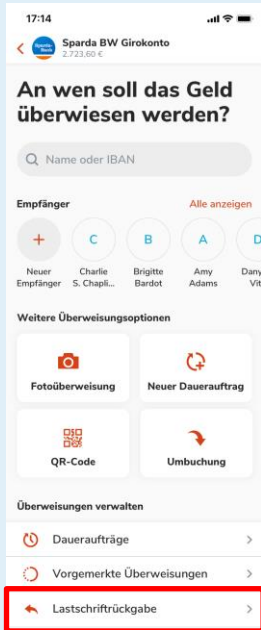 17:14
Sparda BW Girokonto
2.723,60 €
An wen soll das Geld
überwiesen werden?
Name oder IBAN
Empfänger Alle anzeigen
C B A D
Neuer Charlie Brigitte Amy Dany
Empfänger S. Chapli... Bardot Adams Vit
Weitere Überweisungsoptionen
Fotoüberweisung Neuer Dauerauftrag
QR-Code Umbuchung
Überweisungen verwalten
Daueraufträge
Vorgemerkte Überweisungen
Lastschriftrückgabe